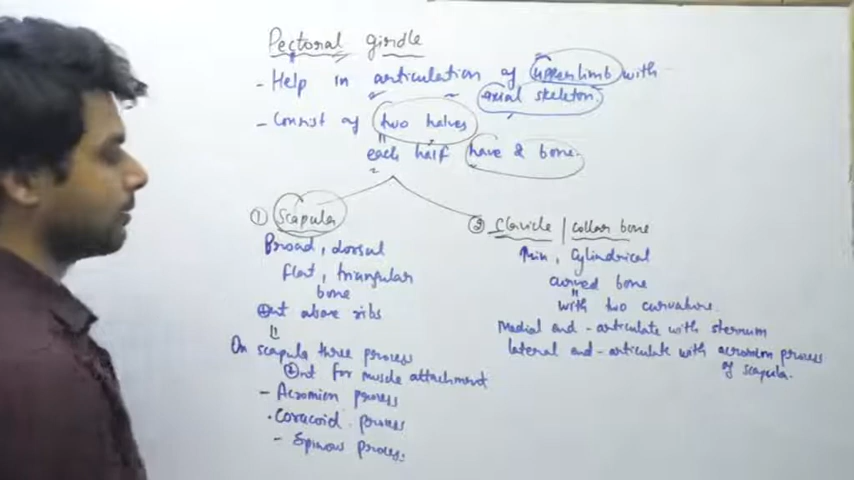 Pectoral girdle
- Help in articulation of upper limb with axial skeleton.
- Consist of two halves
each half have 2 bone.
① Scapula
Broad, dorsal
flat, triangular
bone
⊕nt above ribs
On scapula three process
⊕nt for muscle attachment
- Acromion process
- Coracoid process
- Spinous process.
② Clavicle | collar bone
Thin, Cylindrical
curved bone
with two curvature.
Medial end - articulate with sternum
lateral end - articulate with acromion process
of scapula.